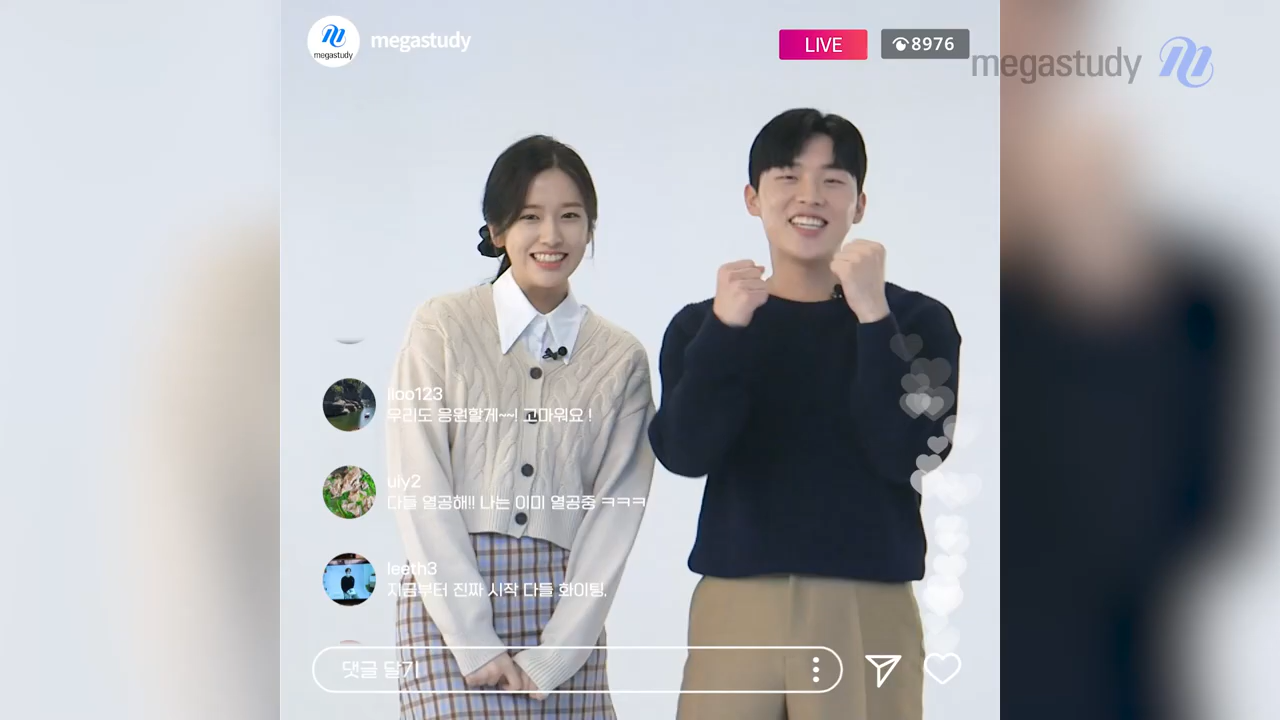 megastudy
megastudy
LIVE
8976
megastudy
lloo123
우리도 응원할게~~! 고마워요 !
uiy2
다들 열공해!! 나는 이미 열공중 ㅋㅋㅋ
leeth3
지금부터 진짜 시작 다들 화이팅.
댓글 달기